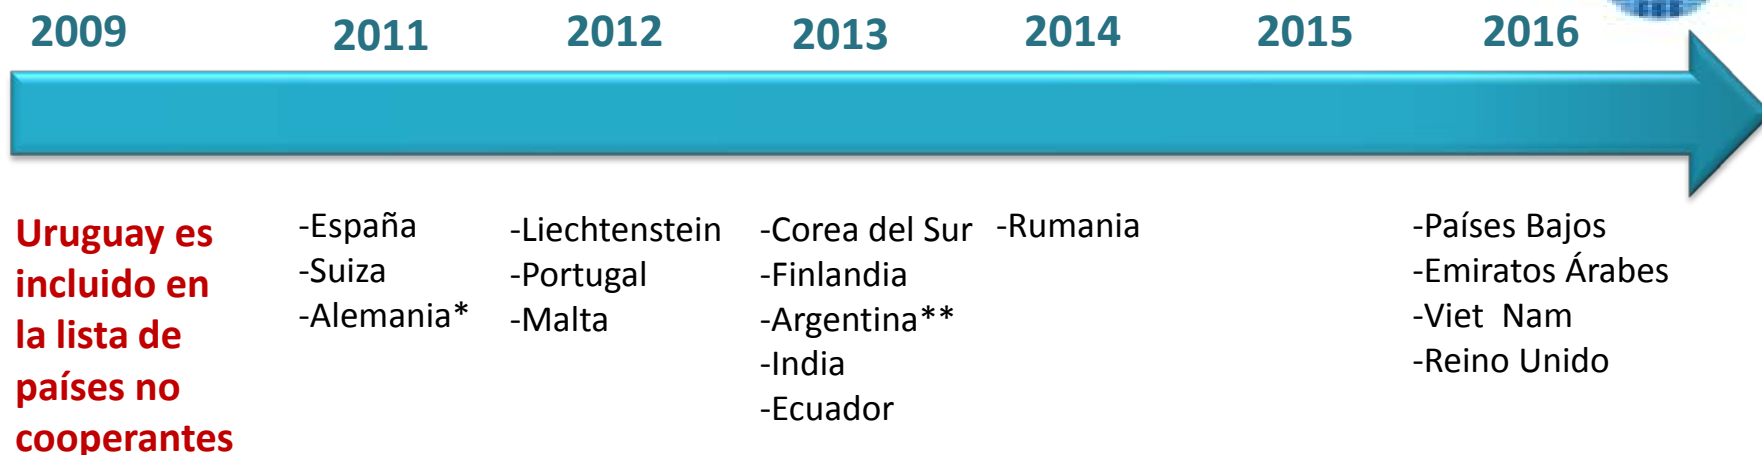 2009 2011 2012 2013 2014 2015 2016
Uruguay es
incluido en
la lista de
países no
cooperantes
-España
-Suiza
-Alemania*
-Liechtenstein
-Portugal
-Malta
-Corea del Sur
-Finlandia
-Argentina**
-India
-Ecuador
-Rumania
-Países Bajos
-Emiratos Árabes
-Viet  Nam
-Reino Unido